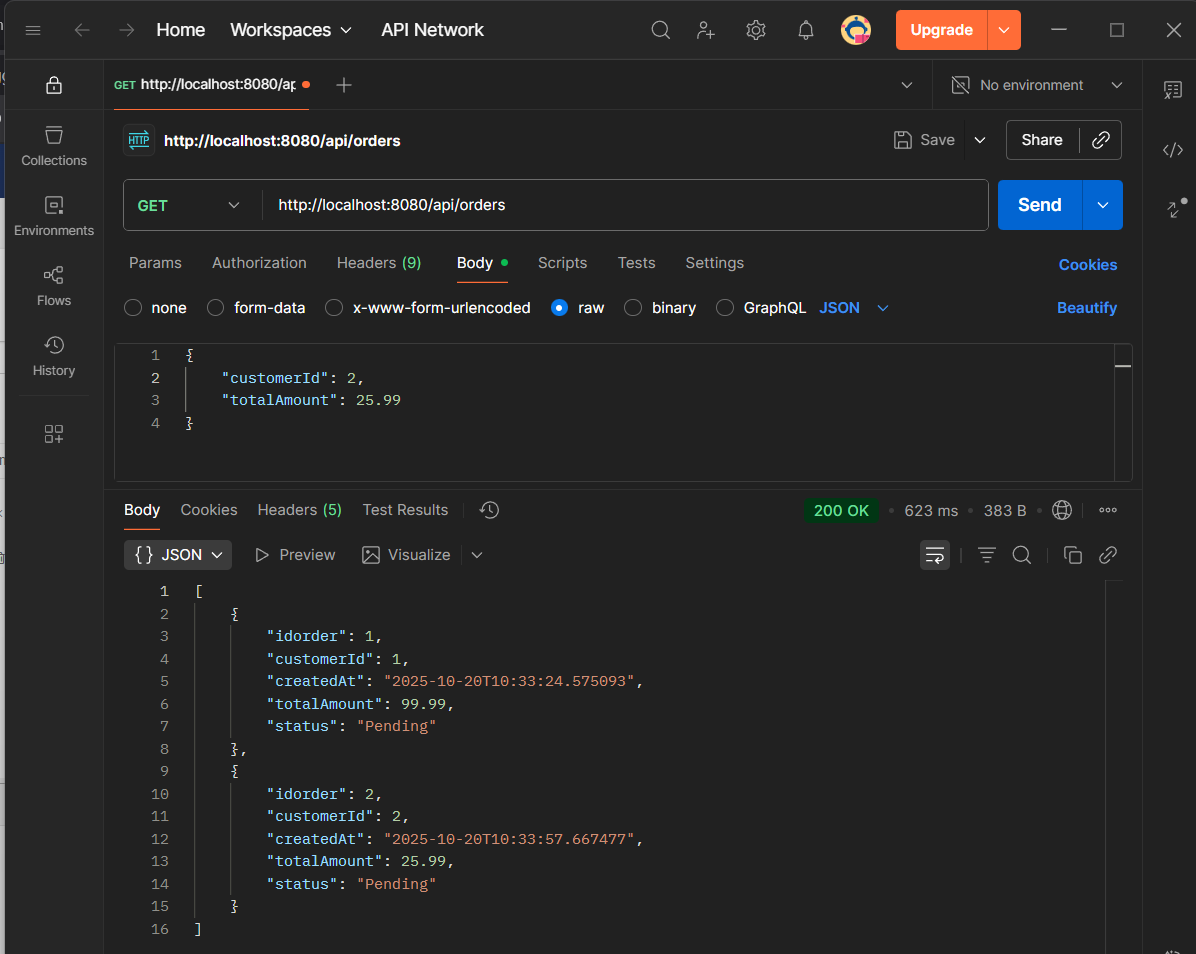 Home Workspaces API Network Upgrade
GET http://localhost:8080/ap No environment
HTTP http://localhost:8080/api/orders Save Share
Collections
Environments
Flows
History
GET http://localhost:8080/api/orders Send
Params Authorization Headers (9) Body Scripts Tests Settings Cookies
none form-data x-www-form-urlencoded raw binary GraphQL JSON Beautify
1 {
2 "customerId": 2,
3 "totalAmount": 25.99
4 }
Body Cookies Headers (5) Test Results 200 OK 623 ms 383 B
{} JSON Preview Visualize
1 [
2 {
3 "idorder": 1,
4 "customerId": 1,
5 "createdAt": "2025-10-20T10:33:24.575093",
6 "totalAmount": 99.99,
7 "status": "Pending"
8 },
9 {
10 "idorder": 2,
11 "customerId": 2,
12 "createdAt": "2025-10-20T10:33:57.667477",
13 "totalAmount": 25.99,
14 "status": "Pending"
15 }
16 ]